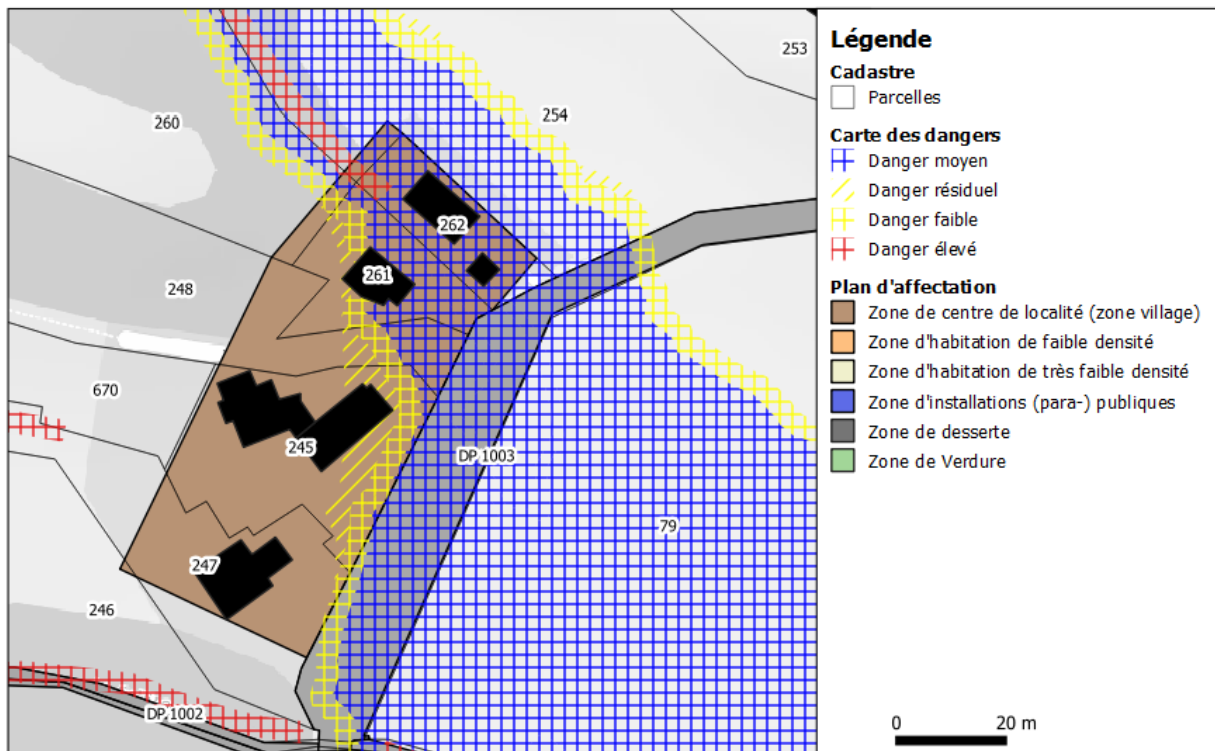 253
254
260
262
261
248
670
245
DP 1003
79
247
246
DP 1002
Légende
Cadastre
Parcelles
Carte des dangers
Danger moyen
Danger résiduel
Danger faible
Danger élevé
Plan d'affectation
Zone de centre de localité (zone village)
Zone d'habitation de faible densité
Zone d'habitation de très faible densité
Zone d'installations (para-) publiques
Zone de desserte
Zone de Verdure
0 20 m